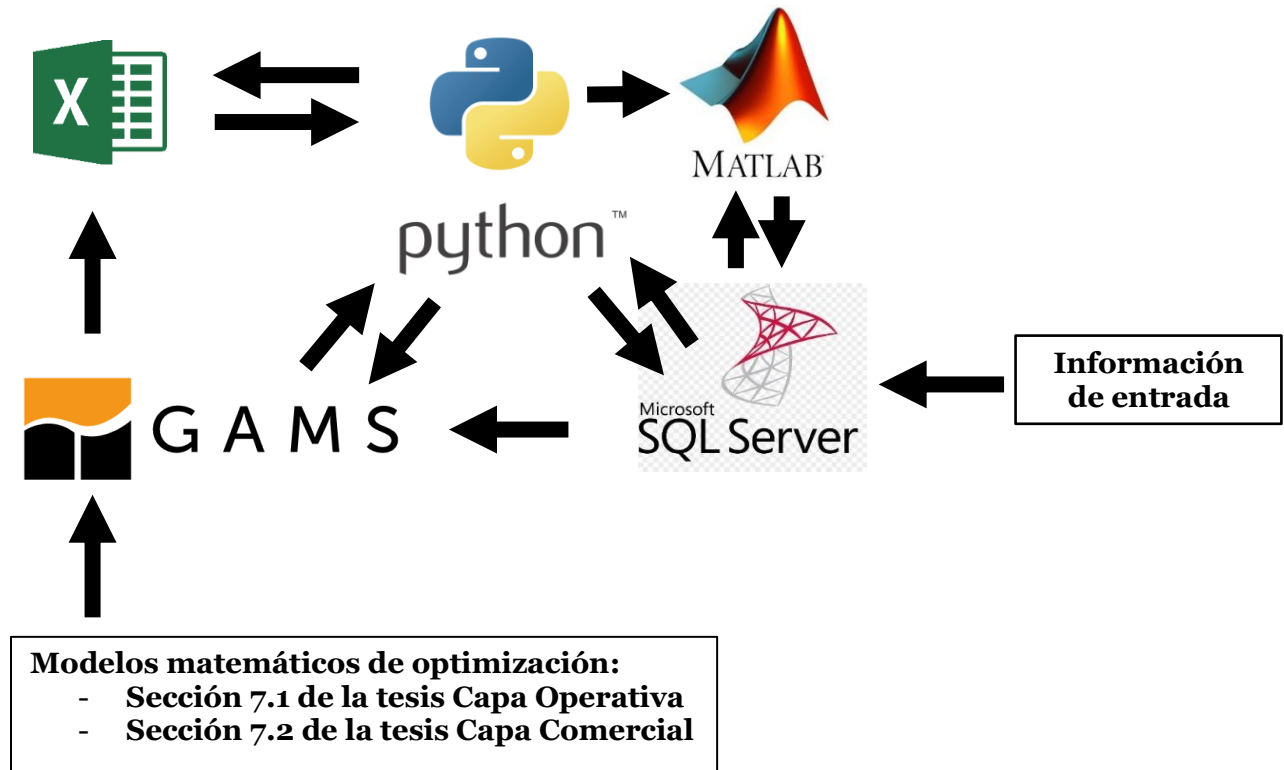 X
MATLAB
python™
GAMS
Microsoft
SQL Server
Información
de entrada
Modelos matemáticos de optimización:
- Sección 7.1 de la tesis Capa Operativa
- Sección 7.2 de la tesis Capa Comercial